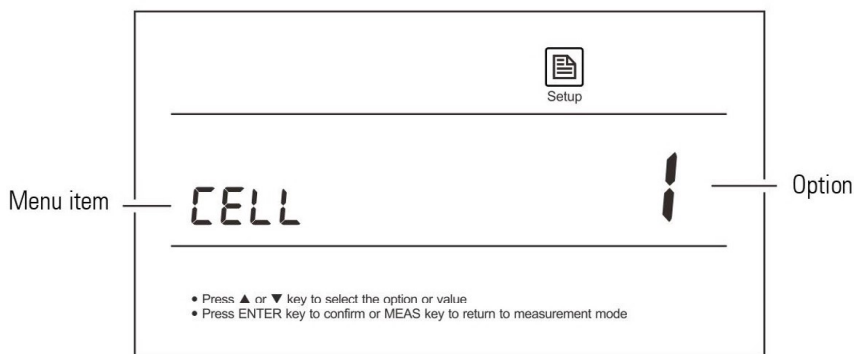 Setup
Menu item
CELL
1
Option
• Press ▲ or ▼ key to select the option or value
• Press ENTER key to confirm or MEAS key to return to measurement mode